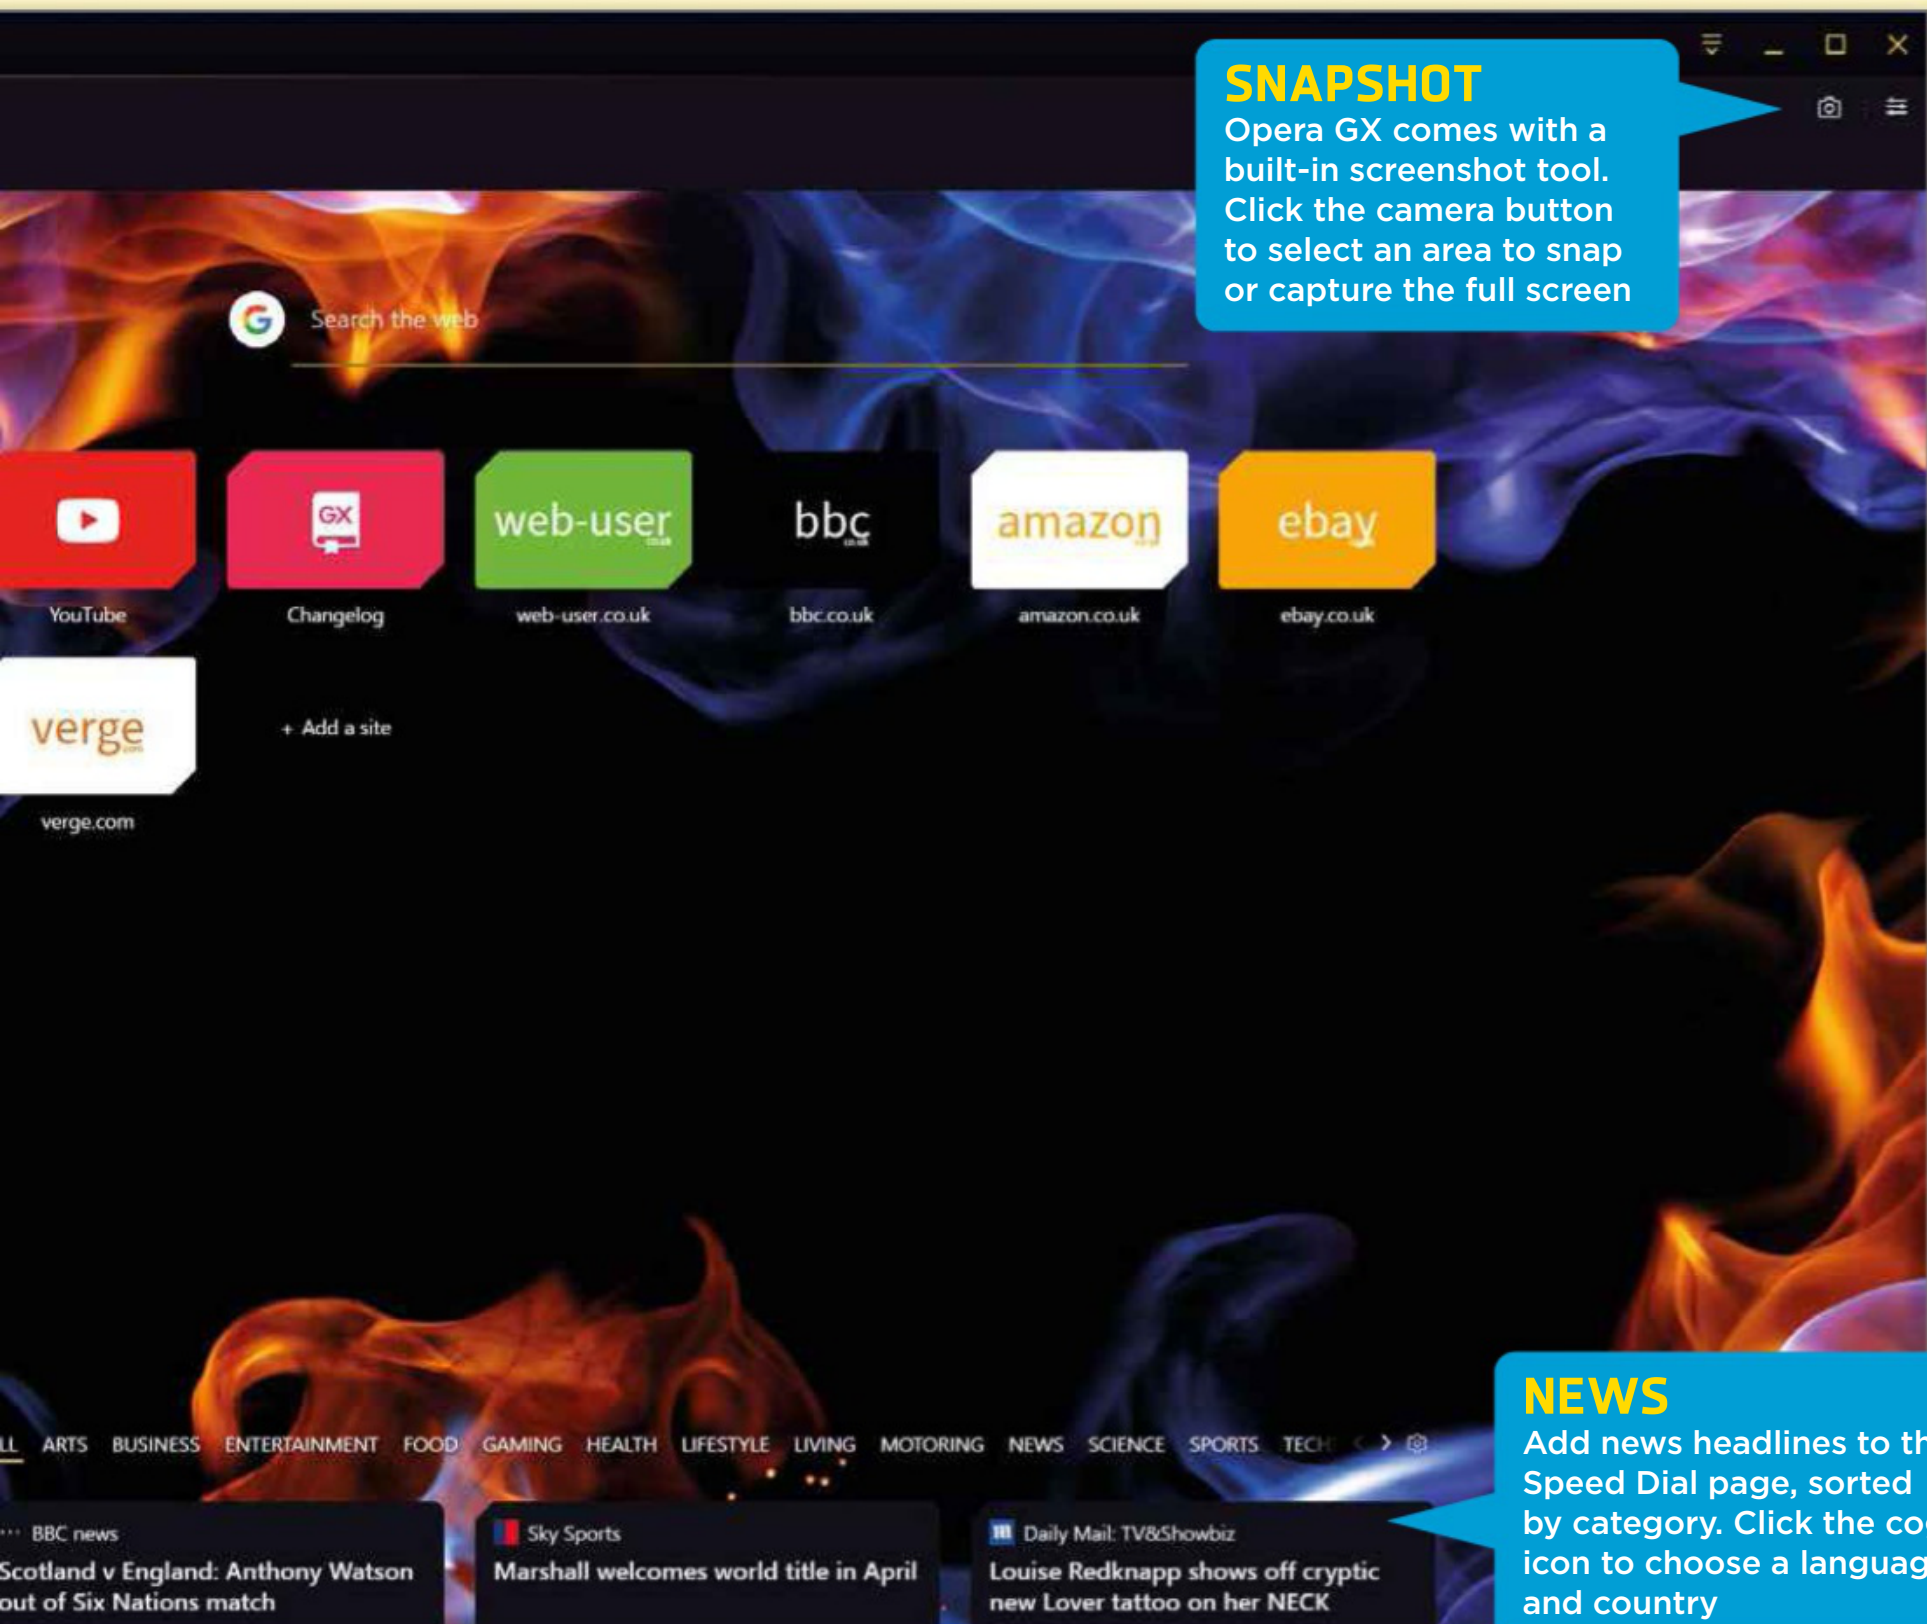 SNAPSHOT
Opera GX comes with a
built-in screenshot tool.
Click the camera button
to select an area to snap
or capture the full screen
G
Search the web
GX
web-user
bbc
amazon
ebay
YouTube
Changelog
web-user.co.uk
bbc.co.uk
amazon.co.uk
ebay.co.uk
verge
+ Add a site
verge.com
LL ARTS BUSINESS ENTERTAINMENT FOOD GAMING HEALTH LIFESTYLE LIVING MOTORING NEWS SCIENCE SPORTS TECH
BBC news
Scotland v England: Anthony Watson
out of Six Nations match
Sky Sports
Marshall welcomes world title in April
Daily Mail: TV&Showbiz
Louise Redknapp shows off cryptic
new Lover tattoo on her NECK
NEWS
Add news headlines to th
Speed Dial page, sorted
by category. Click the co
icon to choose a languag
and country